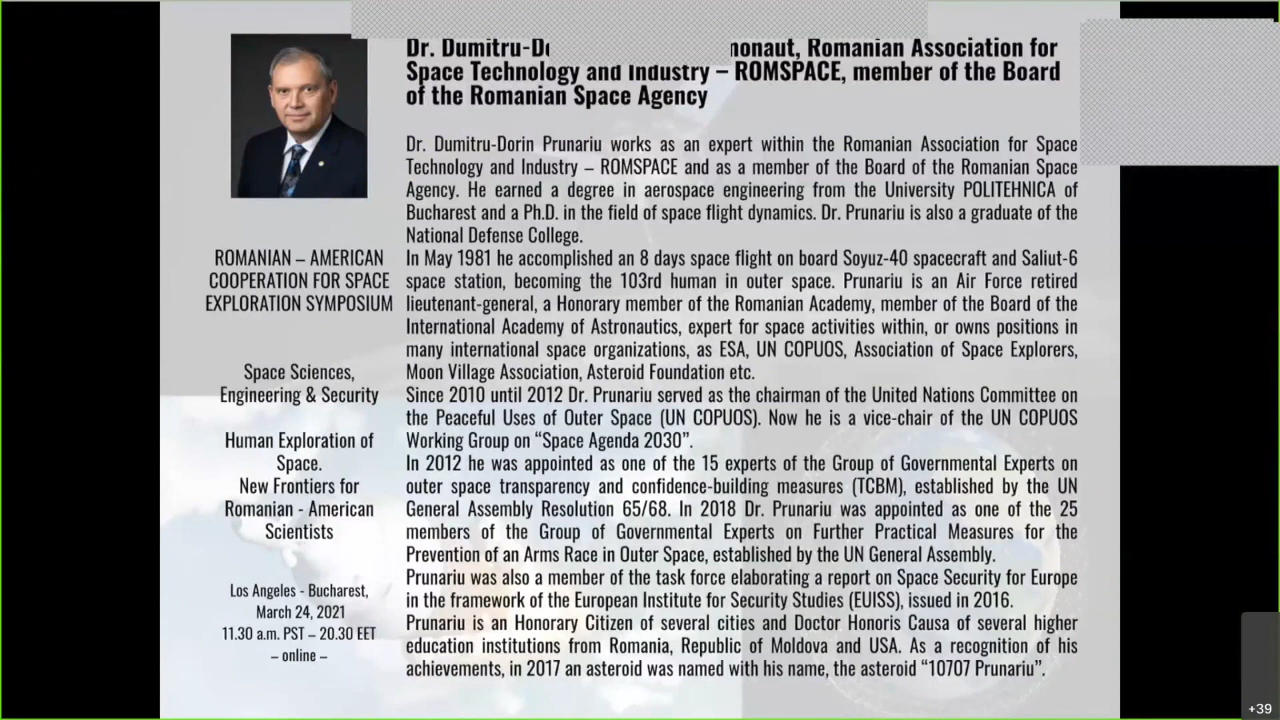 Dr. Dumitru-D
Romanian Association for
Space Technology and Industry – ROMSPACE, member of the Board
of the Romanian Space Agency
Dr. Dumitru-Dorin Prunariu works as an expert within the Romanian Association for Space
Technology and Industry – ROMSPACE and as a member of the Board of the Romanian Space
Agency. He earned a degree in aerospace engineering from the University POLITEHNICA of
Bucharest and a Ph.D. in the field of space flight dynamics. Dr. Prunariu is also a graduate of the
National Defense College.
In May 1981 he accomplished an 8 days space flight on board Soyuz-40 spacecraft and Saliut-6
space station, becoming the 103rd human in outer space. Prunariu is an Air Force retired
lieutenant-general, a Honorary member of the Romanian Academy, member of the Board of the
International Academy of Astronautics, expert for space activities within, or owns positions in
many international space organizations, as ESA, UN COPUOS, Association of Space Explorers,
Moon Village Association, Asteroid Foundation etc.
Since 2010 until 2012 Dr. Prunariu served as the chairman of the United Nations Committee on
the Peaceful Uses of Outer Space (UN COPUOS). Now he is a vice-chair of the UN COPUOS
Working Group on “Space Agenda 2030”.
In 2012 he was appointed as one of the 15 experts of the Group of Governmental Experts on
outer space transparency and confidence-building measures (TCBM), established by the UN
General Assembly Resolution 65/68. In 2018 Dr. Prunariu was appointed as one of the 25
members of the Group of Governmental Experts on Further Practical Measures for the
Prevention of an Arms Race in Outer Space, established by the UN General Assembly.
Prunariu was also a member of the task force elaborating a report on Space Security for Europe
in the framework of the European Institute for Security Studies (EUISS), issued in 2016.
Prunariu is an Honorary Citizen of several cities and Doctor Honoris Causa of several higher
education institutions from Romania, Republic of Moldova and USA. As a recognition of his
achievements, in 2017 an asteroid was named with his name, the asteroid “10707 Prunariu”.
ROMANIAN – AMERICAN
COOPERATION FOR SPACE
EXPLORATION SYMPOSIUM
Space Sciences,
Engineering & Security
Human Exploration of
Space.
New Frontiers for
Romanian - American
Scientists
Los Angeles - Bucharest,
March 24, 2021
11.30 a.m. PST – 20.30 EET
– online –
+39